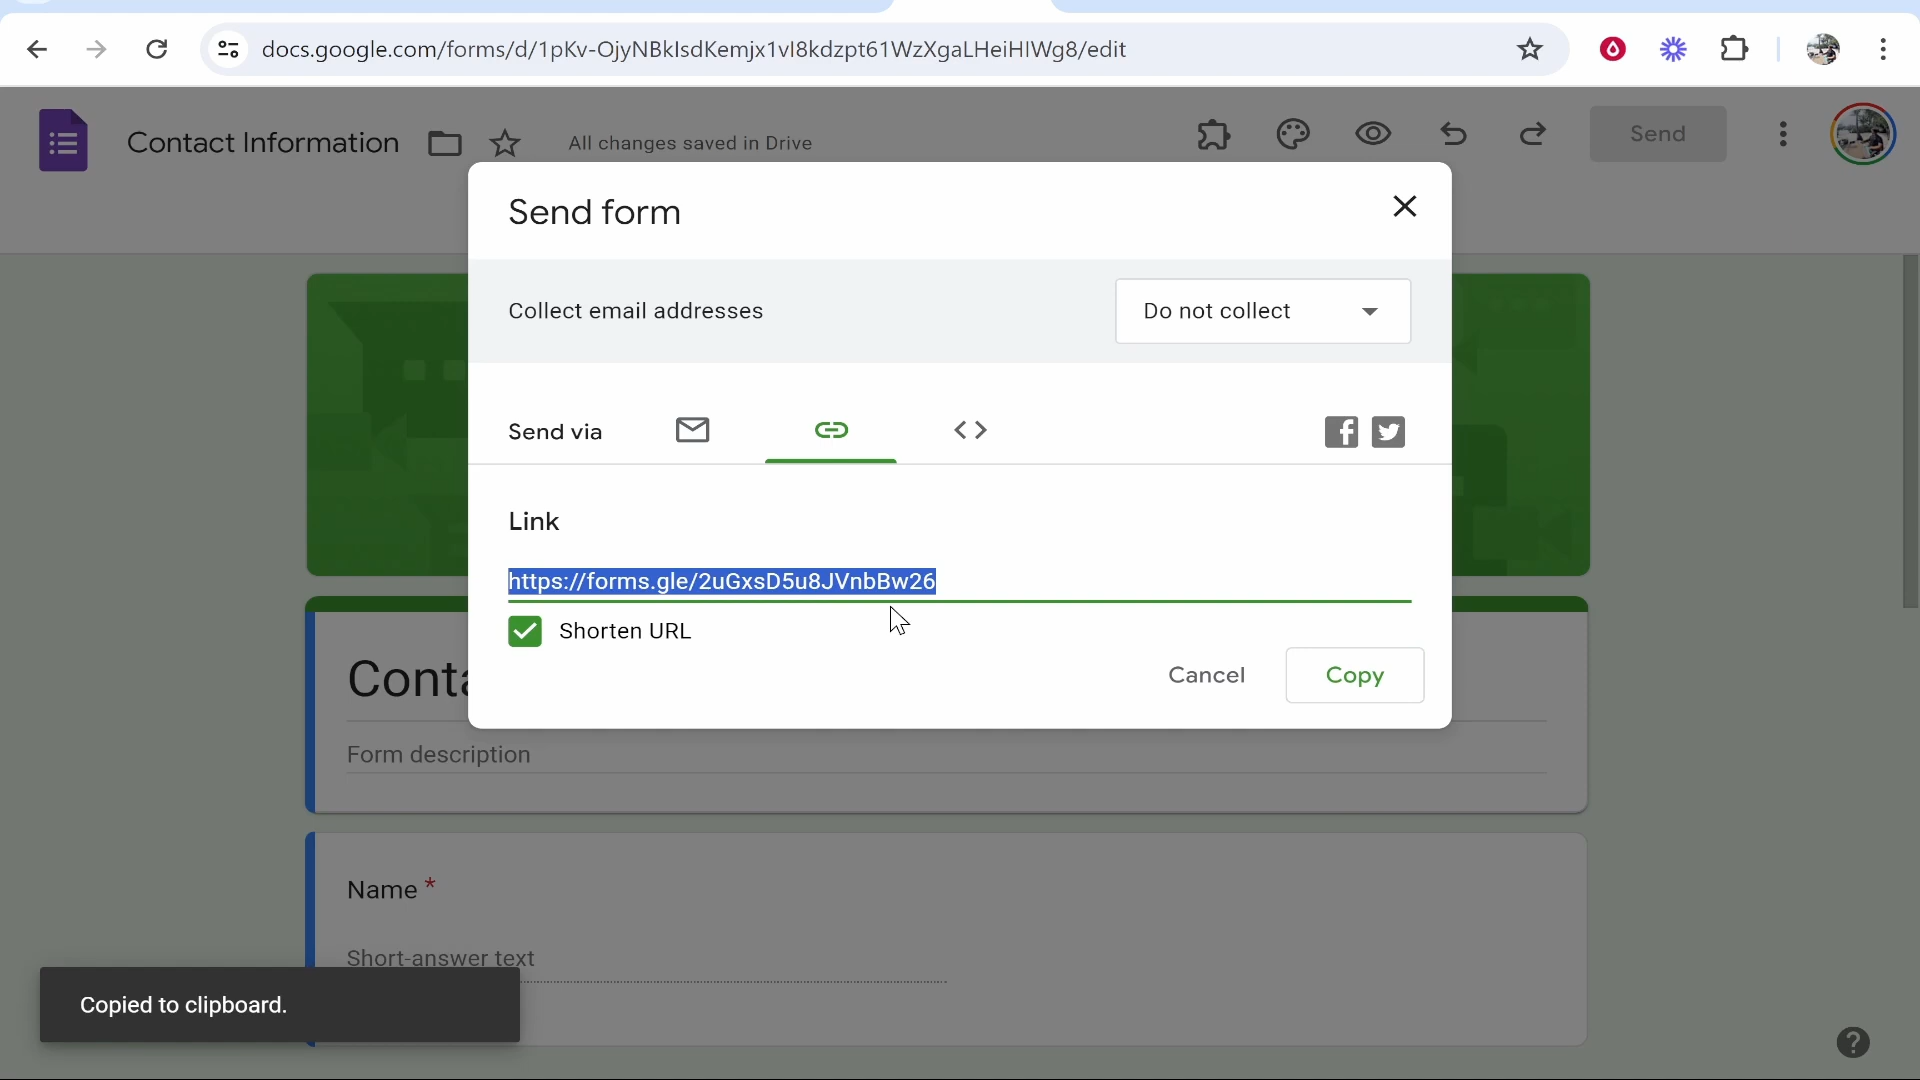 docs.google.com/forms/d/1pKv-OjyNBklsdKemjx1vl8kdzpt61WzXgaLHeiHlWg8/edit
Contact Information
All changes saved in Drive
Send
Send form
Collect email addresses
Do not collect
Send via
Link
https://forms.gle/2uGxsD5u8JVnbBw26
Shorten URL
Cancel
Copy
Conta
Form description
Name *
Short-answer text
Copied to clipboard.